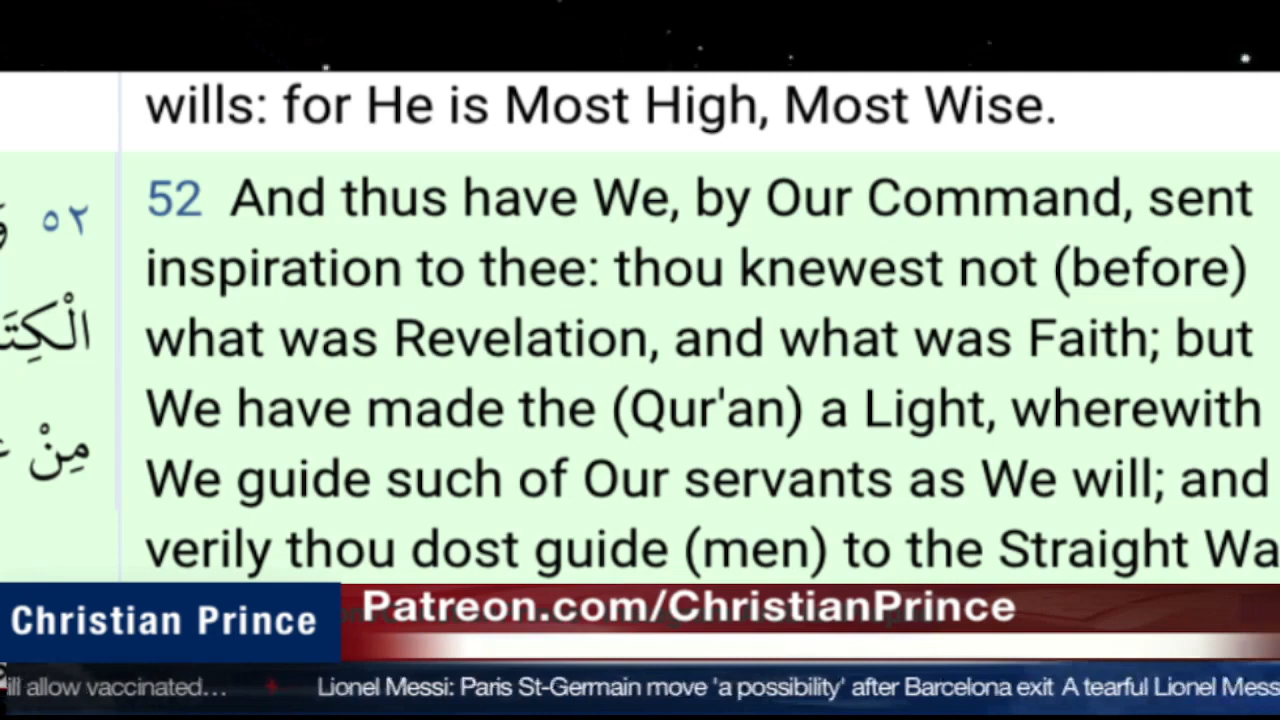 wills: for He is Most High, Most Wise.
52 And thus have We, by Our Command, sent
inspiration to thee: thou knewest not (before)
what was Revelation, and what was Faith; but
We have made the (Qur'an) a Light, wherewith
We guide such of Our servants as We will; and
verily thou dost guide (men) to the Straight Wa
٥٢
الْكِتَ
مِنْ
Christian Prince
Patreon.com/ChristianPrince
ill allow vaccinated... Lionel Messi: Paris St-Germain move 'a possibility' after Barcelona exit A tearful Lionel Mess